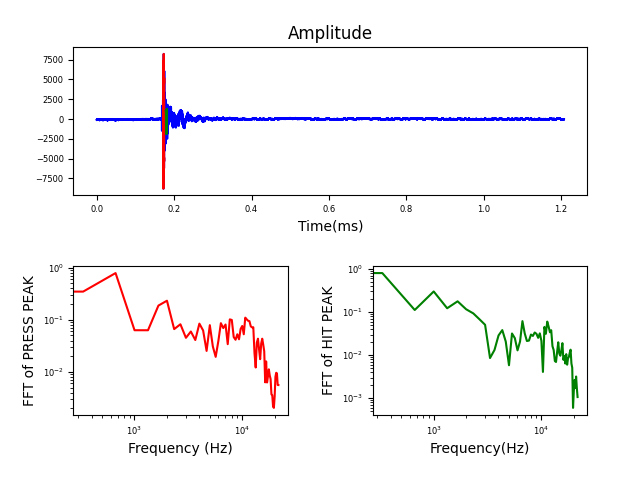 Amplitude
7500
5000
2500
0
−2500
−5000
−7500
0.0 0.2 0.4 0.6 0.8 1.0 1.2
Time(ms)
FFT of PRESS PEAK
10⁰
10⁻¹
10⁻²
10³ 10⁴
Frequency (Hz)
FFT of HIT PEAK
10⁰
10⁻¹
10⁻²
10⁻³
10³ 10⁴
Frequency(Hz)